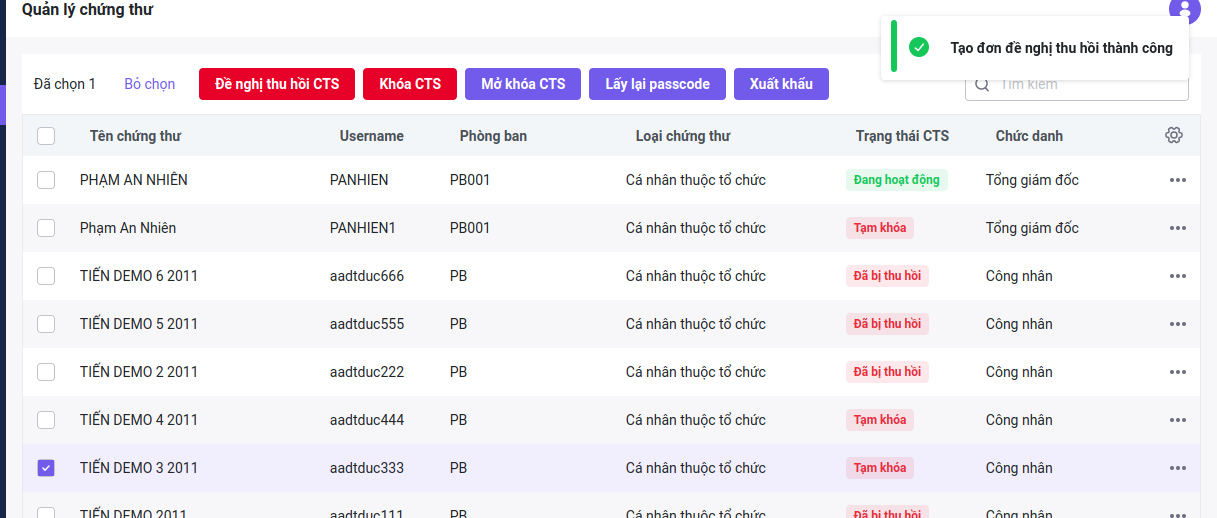 Quản lý chứng thư
Tạo đơn đề nghị thu hồi thành công
Đã chọn 1 Bỏ chọn Đề nghị thu hồi CTS Khóa CTS Mở khóa CTS Lấy lại passcode Xuất khẩu Tìm kiếm
Tên chứng thư Username Phòng ban Loại chứng thư Trạng thái CTS Chức danh
PHẠM AN NHIÊN PANHIEN PB001 Cá nhân thuộc tổ chức Đang hoạt động Tổng giám đốc
Phạm An Nhiên PANHIEN1 PB001 Cá nhân thuộc tổ chức Tạm khóa Tổng giám đốc
TIẾN DEMO 6 2011 aadtduc666 PB Cá nhân thuộc tổ chức Đã bị thu hồi Công nhân
TIẾN DEMO 5 2011 aadtduc555 PB Cá nhân thuộc tổ chức Đã bị thu hồi Công nhân
TIẾN DEMO 2 2011 aadtduc222 PB Cá nhân thuộc tổ chức Đã bị thu hồi Công nhân
TIẾN DEMO 4 2011 aadtduc444 PB Cá nhân thuộc tổ chức Tạm khóa Công nhân
TIẾN DEMO 3 2011 aadtduc333 PB Cá nhân thuộc tổ chức Tạm khóa Công nhân
TIẾN DEMO 2011 aadtduc111 PB Cá nhân thuộc tổ chức Đã bị thu hồi Công nhân